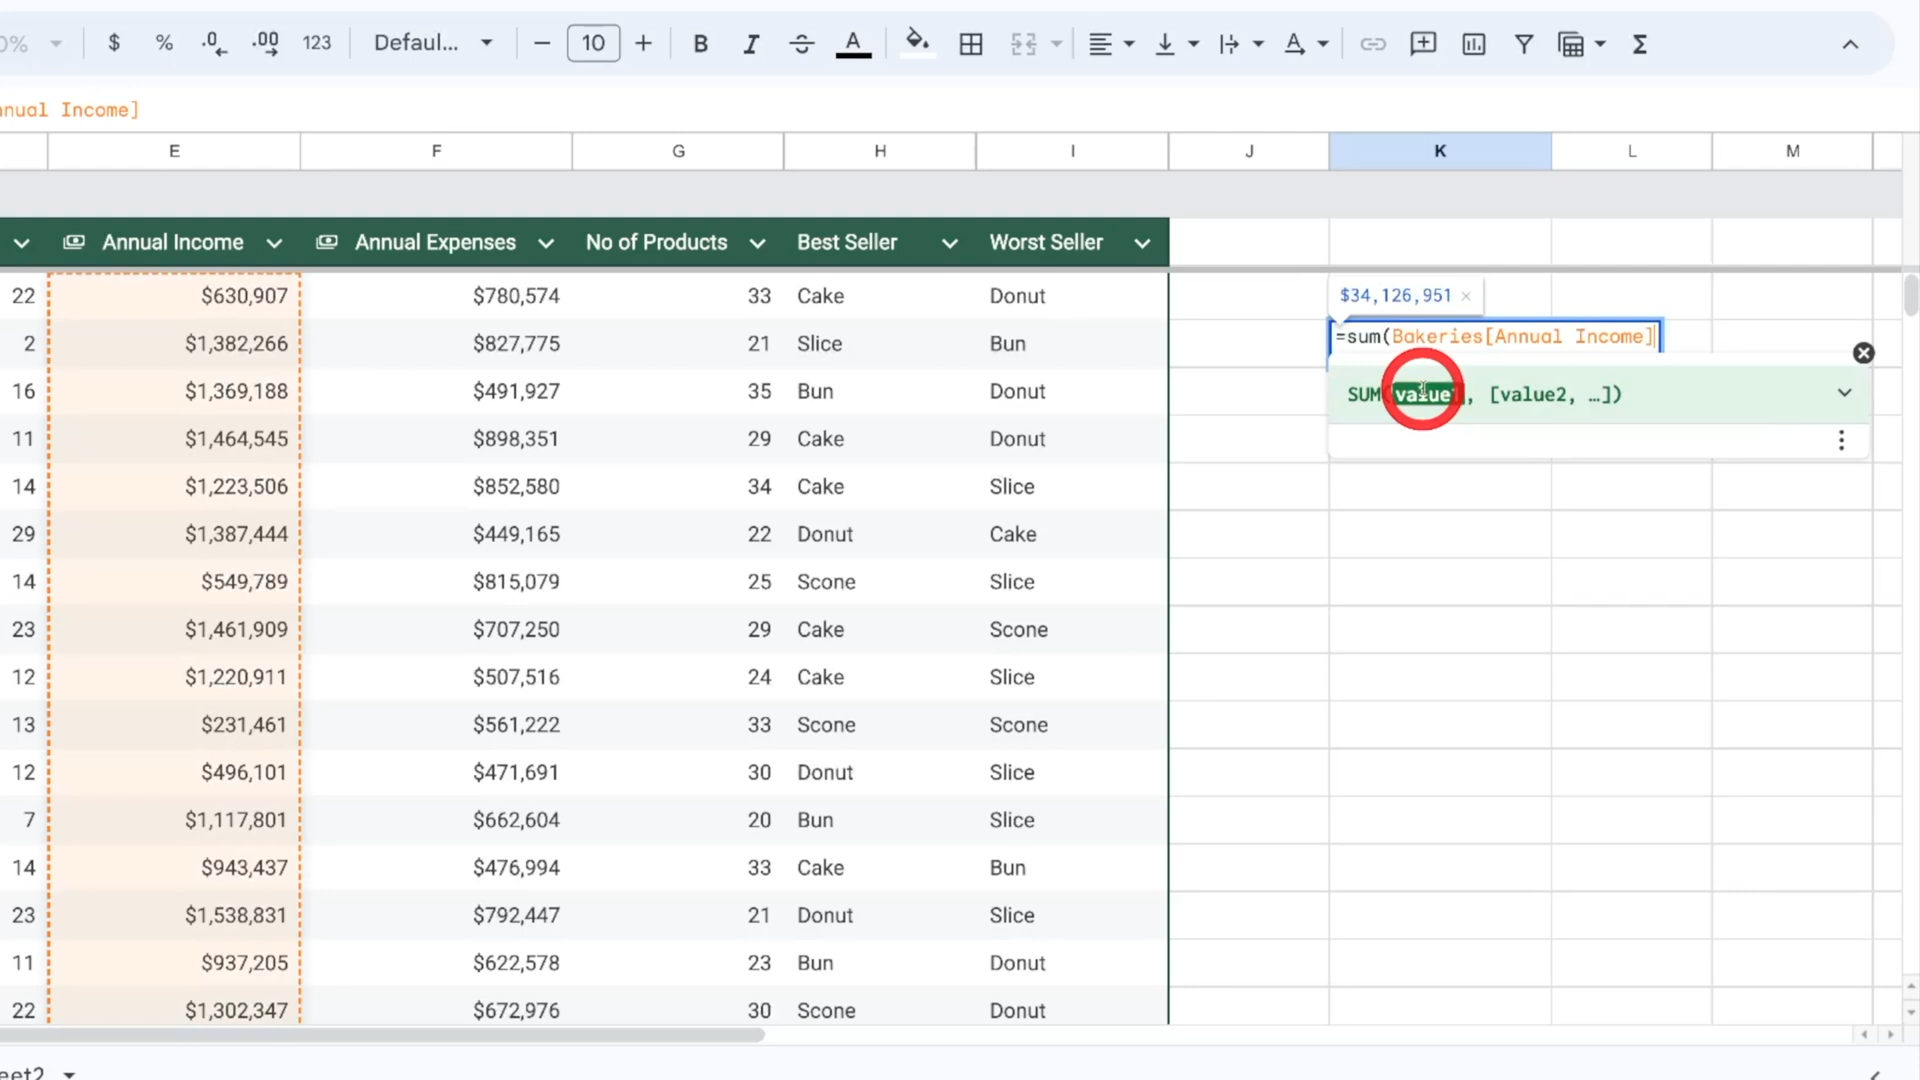 0% $ % .0 .00 123 Defaul... 10 B I S A Σ
nnual Income]
E F G H I J K L M
Annual Income Annual Expenses No of Products Best Seller Worst Seller
22 $630,907 $780,574 33 Cake Donut
$34,126,951 ×
2 $1,382,266 $827,775 21 Slice Bun
=sum(Bakeries[Annual Income]
16 $1,369,188 $491,927 35 Bun Donut
SUM(value1, [value2, …])
11 $1,464,545 $898,351 29 Cake Donut
14 $1,223,506 $852,580 34 Cake Slice
29 $1,387,444 $449,165 22 Donut Cake
14 $549,789 $815,079 25 Scone Slice
23 $1,461,909 $707,250 29 Cake Scone
12 $1,220,911 $507,516 24 Cake Slice
13 $231,461 $561,222 33 Scone Scone
12 $496,101 $471,691 30 Donut Slice
7 $1,117,801 $662,604 20 Bun Slice
14 $943,437 $476,994 33 Cake Bun
23 $1,538,831 $792,447 21 Donut Slice
11 $937,205 $622,578 23 Bun Donut
22 $1,302,347 $672,976 30 Scone Donut
eet2